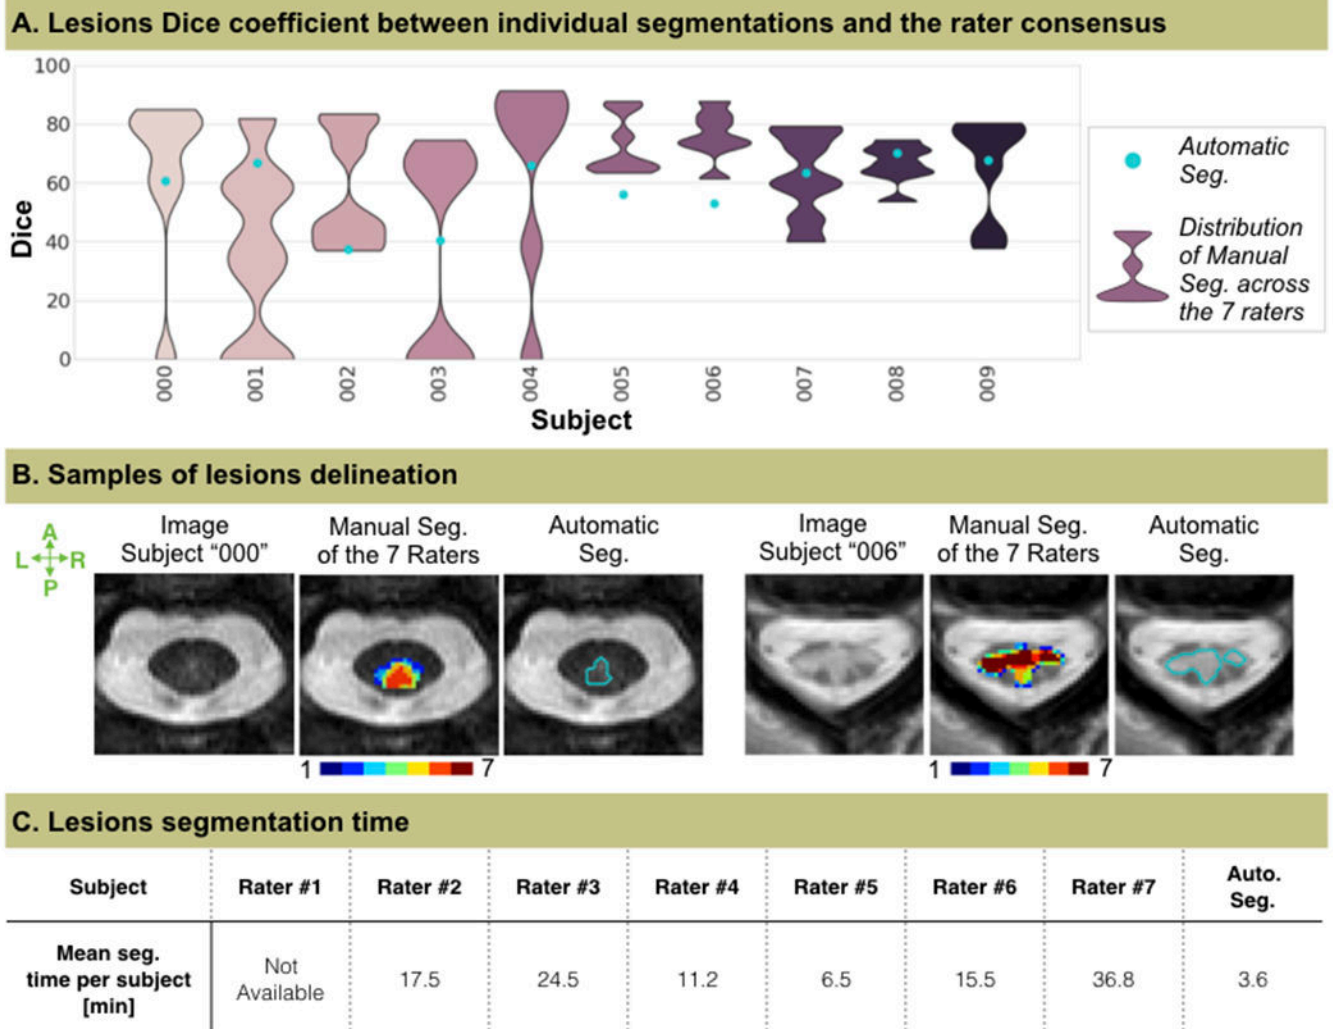 A. Lesions Dice coefficient between individual segmentations and the rater consensus
100
80
60
40
20
0
Dice
000
001
002
003
004
005
006
007
008
009
Subject
Automatic
Seg.
Distribution
of Manual
Seg. across
the 7 raters
B. Samples of lesions delineation
A
L R
P
Image
Subject “000”
Manual Seg.
of the 7 Raters
Automatic
Seg.
Image
Subject “006”
Manual Seg.
of the 7 Raters
Automatic
Seg.
1 7
1 7
C. Lesions segmentation time
Subject Rater #1 Rater #2 Rater #3 Rater #4 Rater #5 Rater #6 Rater #7 Auto.
Seg.
Mean seg.
time per subject
[min]
Not
Available
17.5 24.5 11.2 6.5 15.5 36.8 3.6